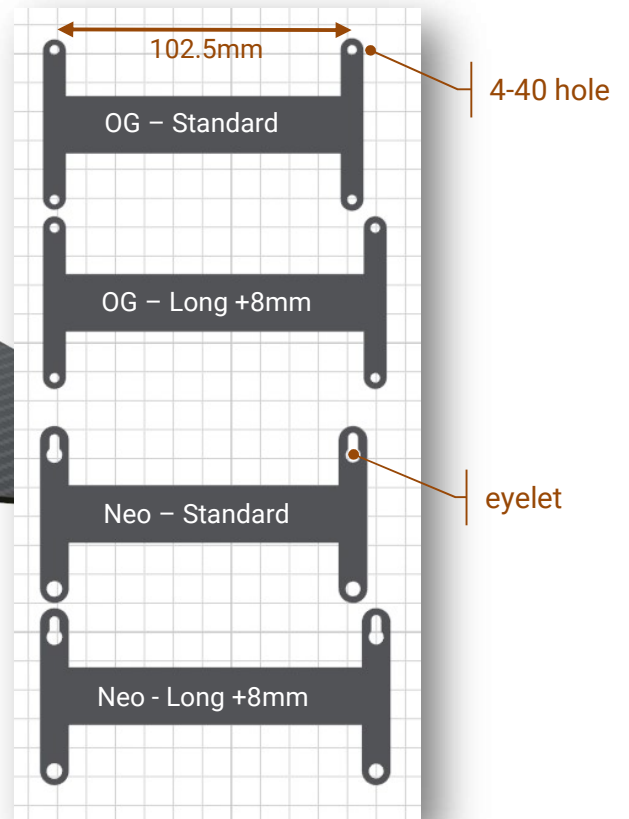 102.5mm
4-40 hole
OG – Standard
OG – Long +8mm
eyelet
Neo – Standard
Neo - Long +8mm